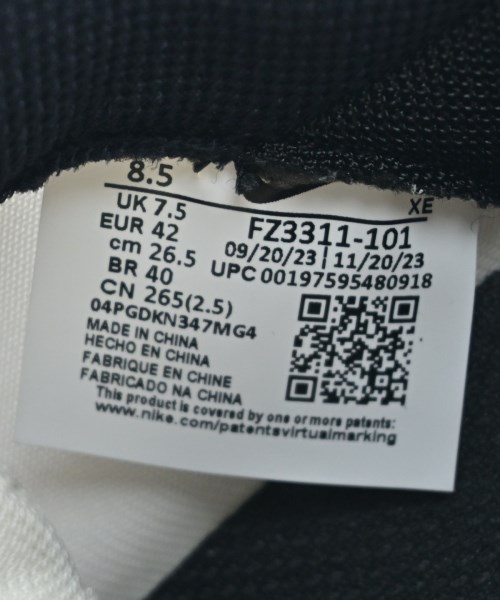 8.5
XE
UK 7.5
EUR 42
cm 26.5
BR 40
CN 265(2.5)
FZ3311-101
09/20/23 | 11/20/23
UPC 00197595480918
04PGDKN347MG4
MADE IN CHINA
HECHO EN CHINA
FABRIQUE EN CHINE
FABRICADO NA CHINA
This product is covered by one or more patents:
www.nike.com/patentsvirtualmarking